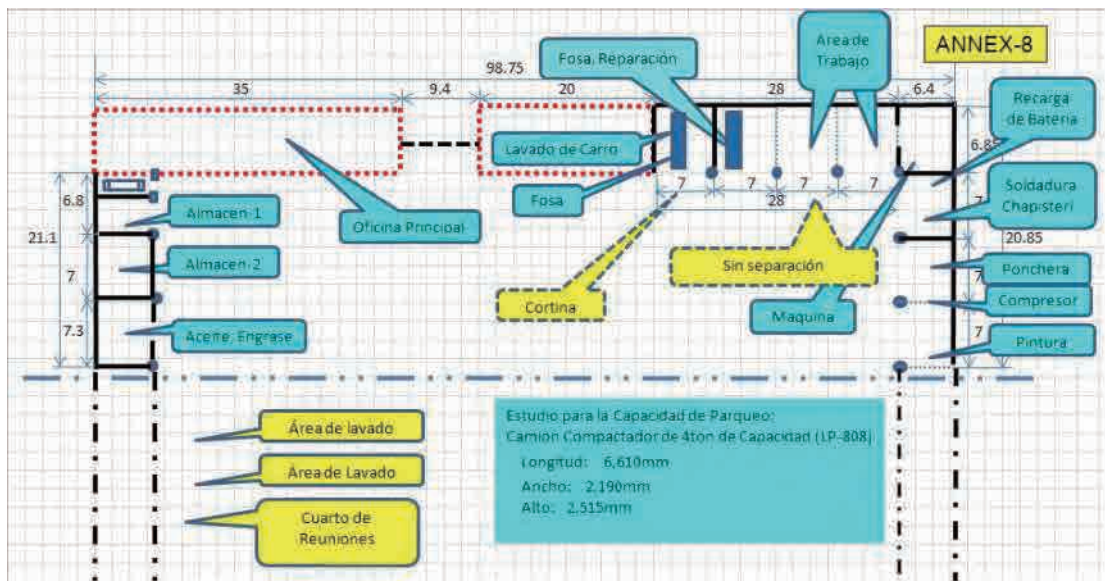 ANNEX-8
98.75
35
9.4
20
28
6.4
Fosa, Reparación
Area de
Trabajo
Recarga
de Bateria
Lavado de Carro
Fosa
6.85
7
7
7
7
28
6.8
Almacen-1
Oficina Principal
Soldadura
Chapisteri
7
21.1
20.85
Almacen-2
7
Sin separación
Ponchera
7
Cortina
Maquina
Compresor
7.3
Aceite, Engrase
7
Pintura
Área de lavado
Área de Lavado
Cuarto de
Reuniones
Estudio para la Capacidad de Parqueo:
Camión Compactador de 4ton de Capacidad (LP-808)
Longitud: 6,610mm
Ancho: 2,190mm
Alto: 2,515mm